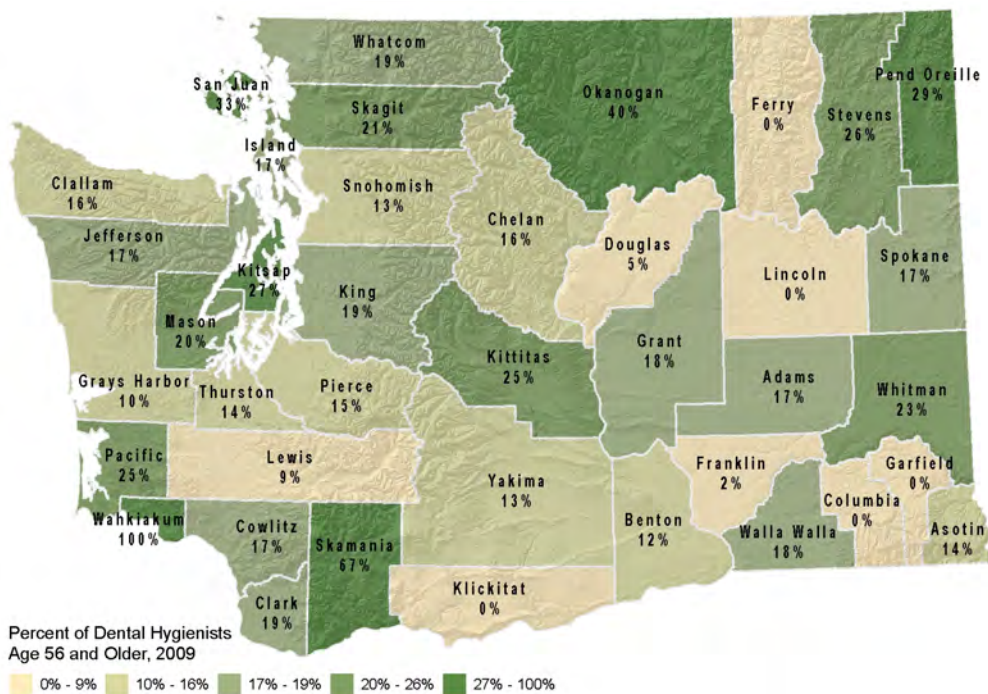 Whatcom
19%
San Juan
33%
Skagit
21%
Okanogan
40%
Ferry
0%
Stevens
26%
Pend Oreille
29%
Island
17%
Clallam
16%
Snohomish
13%
Chelan
16%
Jefferson
17%
Kitsap
27%
Douglas
5%
Lincoln
0%
Spokane
17%
King
19%
Mason
20%
Grant
18%
Kittitas
25%
Adams
17%
Whitman
23%
Grays Harbor
10%
Thurston
14%
Pierce
15%
Pacific
25%
Lewis
9%
Yakima
13%
Franklin
2%
Garfield
0%
Columbia
0%
Benton
12%
Walla Walla
18%
Asotin
14%
Wahkiakum
100%
Cowlitz
17%
Skamania
67%
Klickitat
0%
Clark
19%
Percent of Dental Hygienists
Age 56 and Older, 2009
0% - 9% 10% - 16% 17% - 19% 20% - 26% 27% - 100%